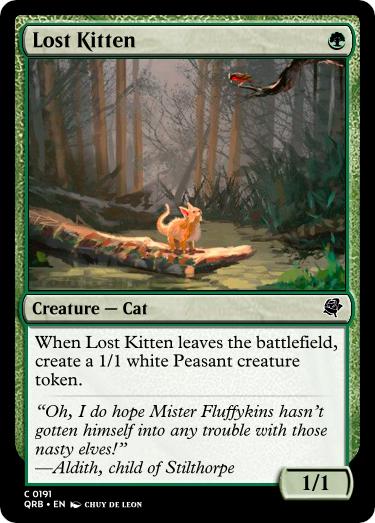 Lost Kitten
Creature — Cat
When Lost Kitten leaves the battlefield,
create a 1/1 white Peasant creature
token.
“Oh, I do hope Mister Fluffykins hasn’t
gotten himself into any trouble with those
nasty elves!”
—Aldith, child of Stilthorpe
1/1
C 0191
QRB • EN CHUY DE LEON